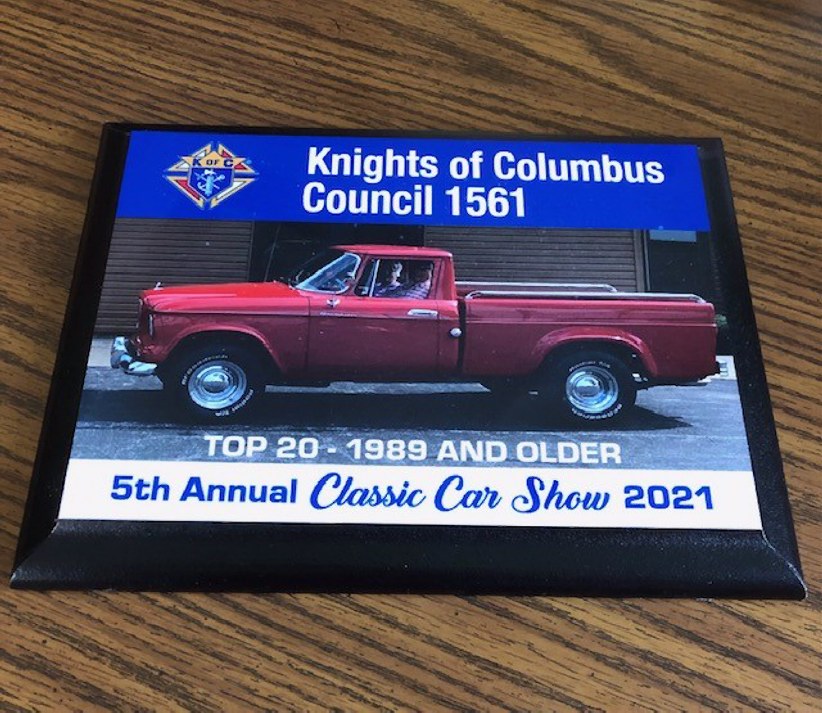 K OF C
Knights of Columbus
Council 1561
TOP 20 - 1989 AND OLDER
5th Annual Classic Car Show 2021